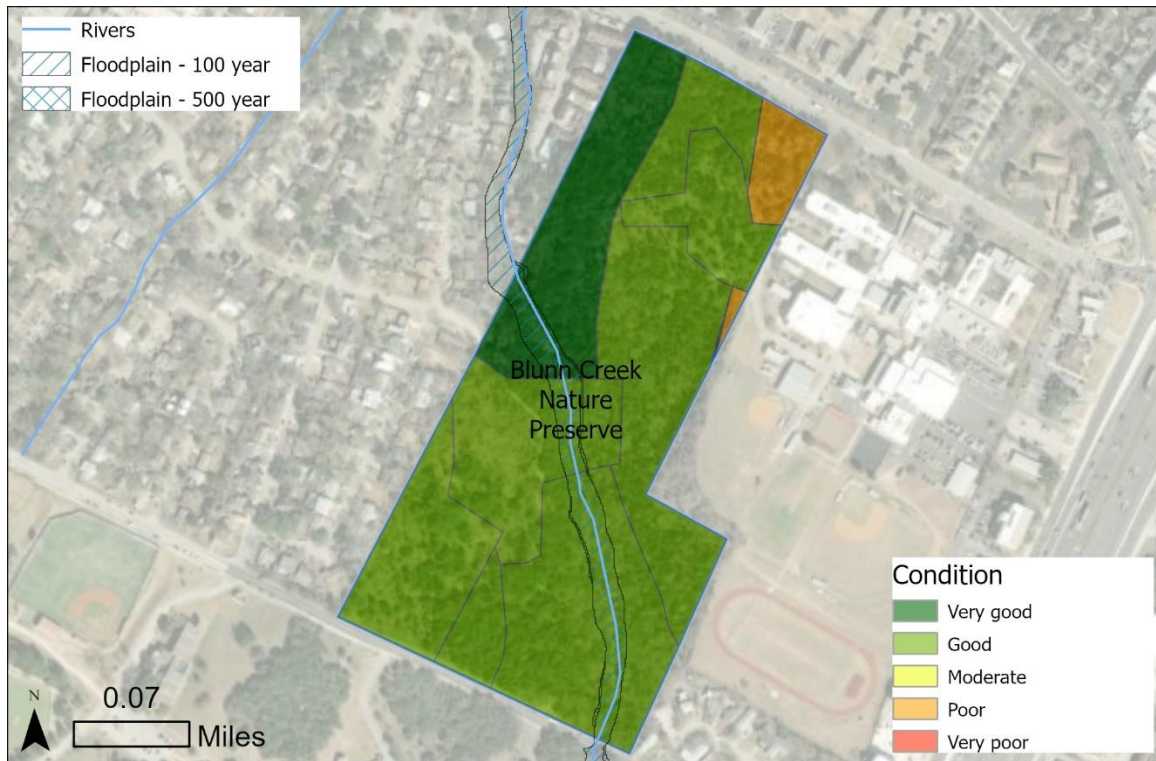 Rivers
Floodplain - 100 year
Floodplain - 500 year
Blunn Creek
Nature
Preserve
Condition
Very good
Good
Moderate
Poor
Very poor
N
0.07
Miles